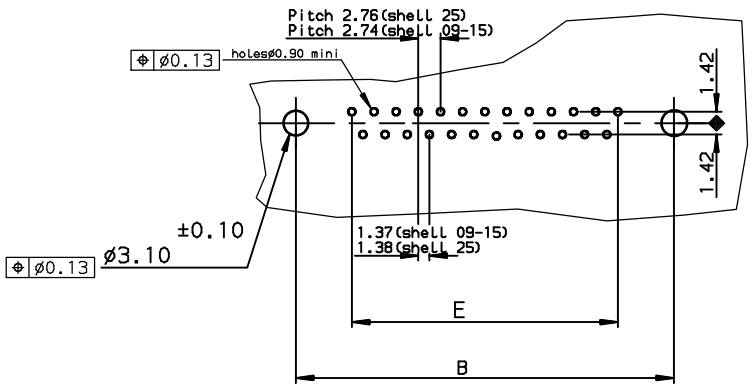 Pitch 2.76(shell 25)
Pitch 2.74(shell 09-15)
⌖ ø0.13 holesø0.90 mini
1.42
1.42
±0.10
ø3.10
⌖ ø0.13
1.37(shell 09-15)
1.38(shell 25)
E
B